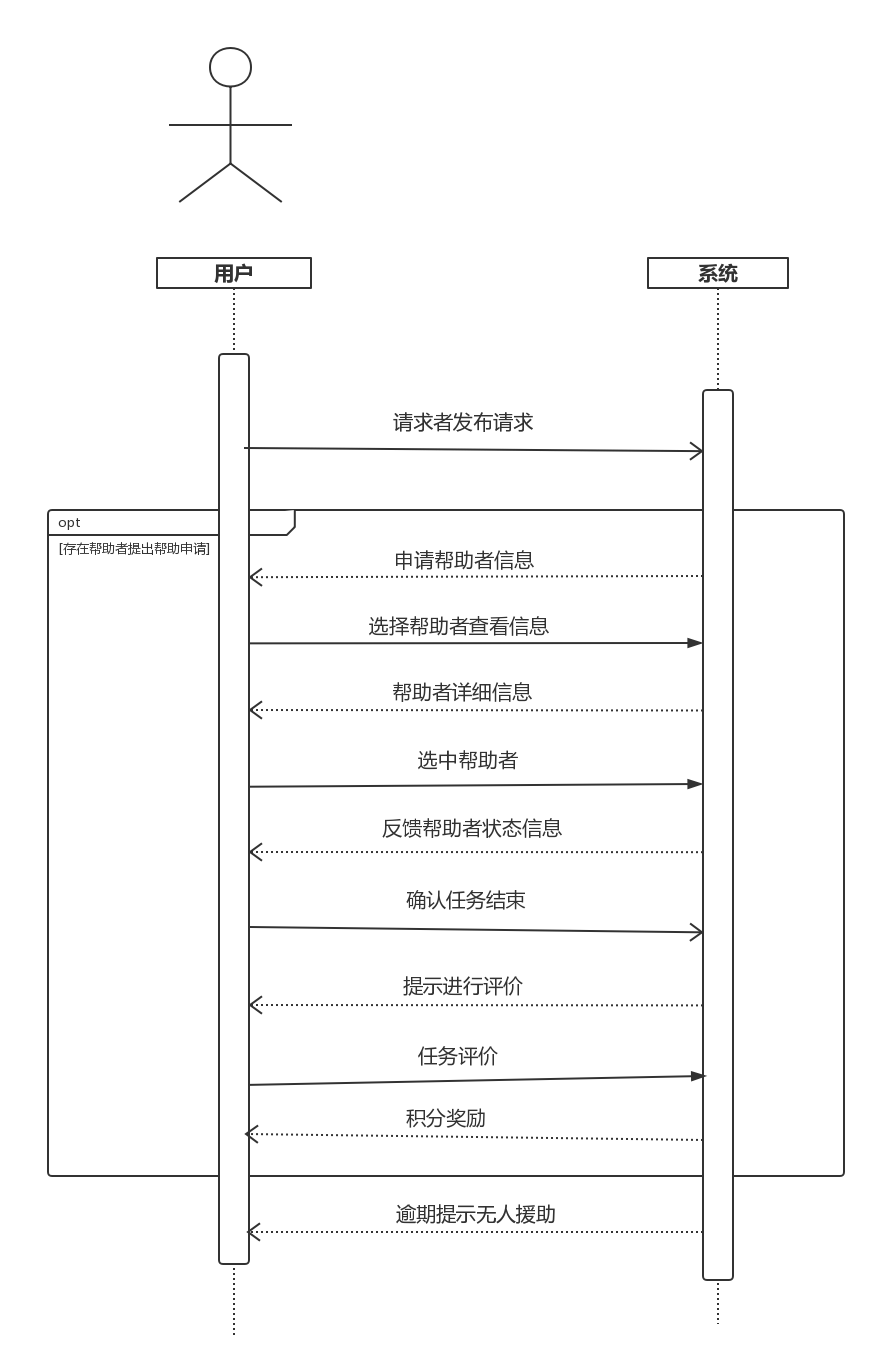 用户
系统
请求者发布请求
opt
[存在帮助者提出帮助申请]
申请帮助者信息
选择帮助者查看信息
帮助者详细信息
选中帮助者
反馈帮助者状态信息
确认任务结束
提示进行评价
任务评价
积分奖励
逾期提示无人援助